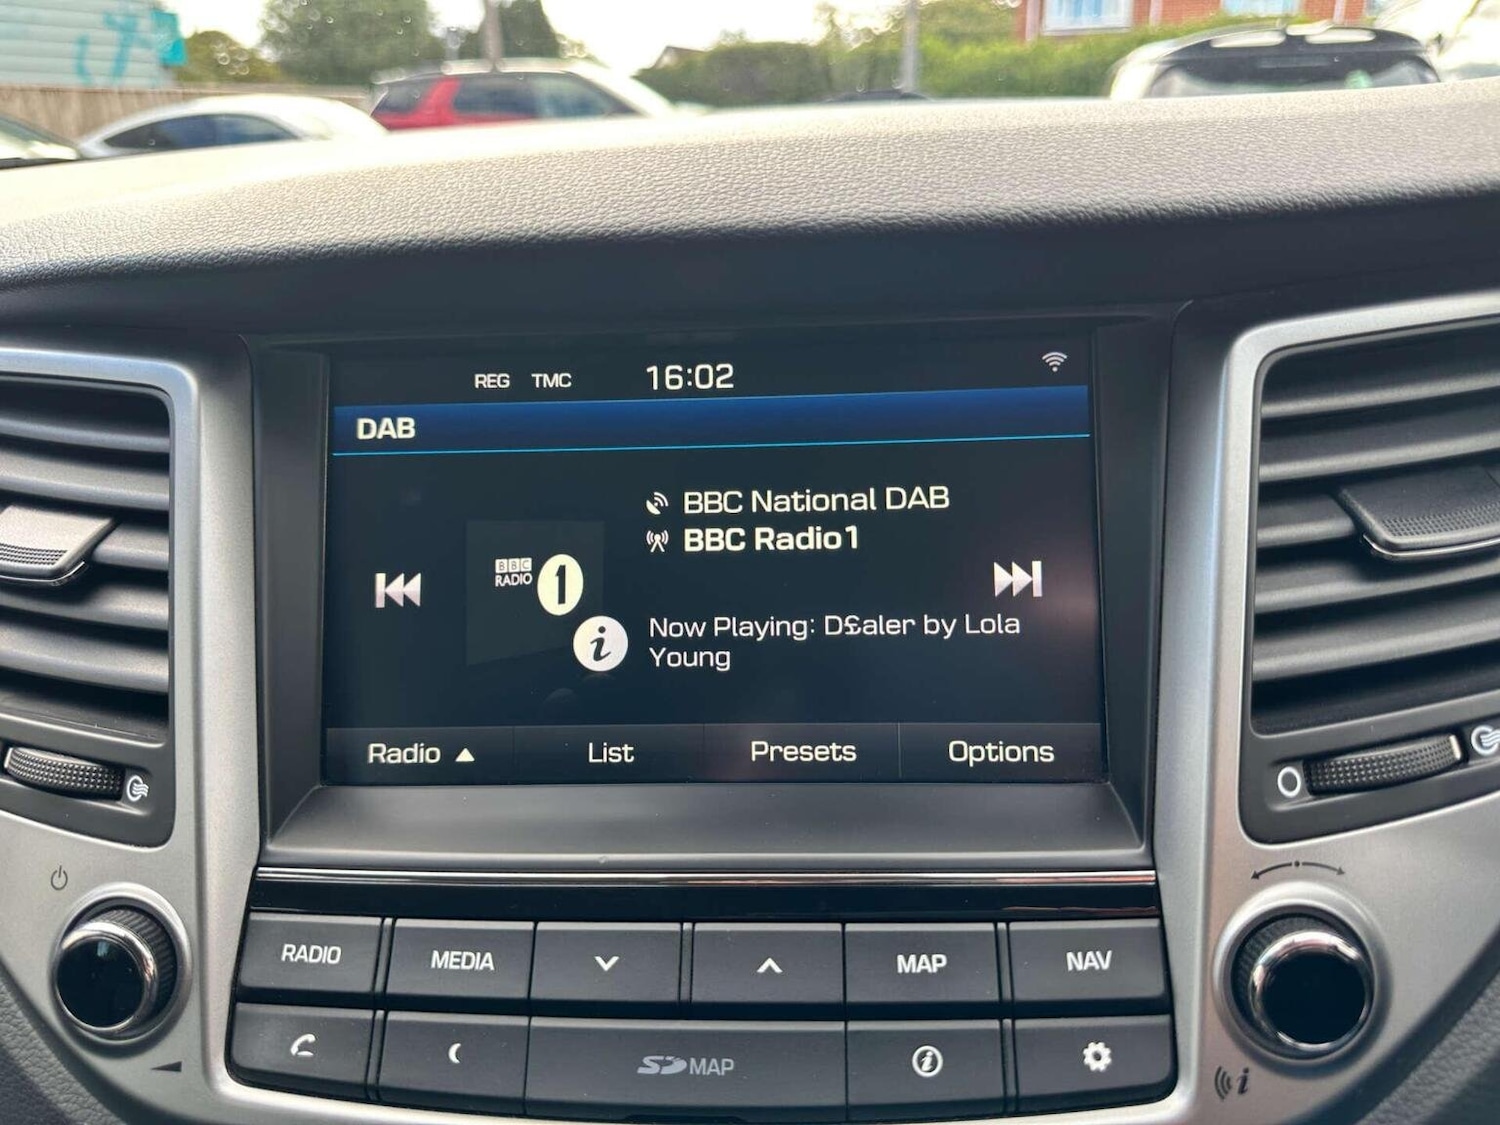 REG TMC 16:02
DAB
BBC National DAB
BBC Radio1
BBC
RADIO 1
Now Playing: D£aler by Lola
Young
Radio ▲ List Presets Options
RADIO MEDIA MAP NAV
SD MAP